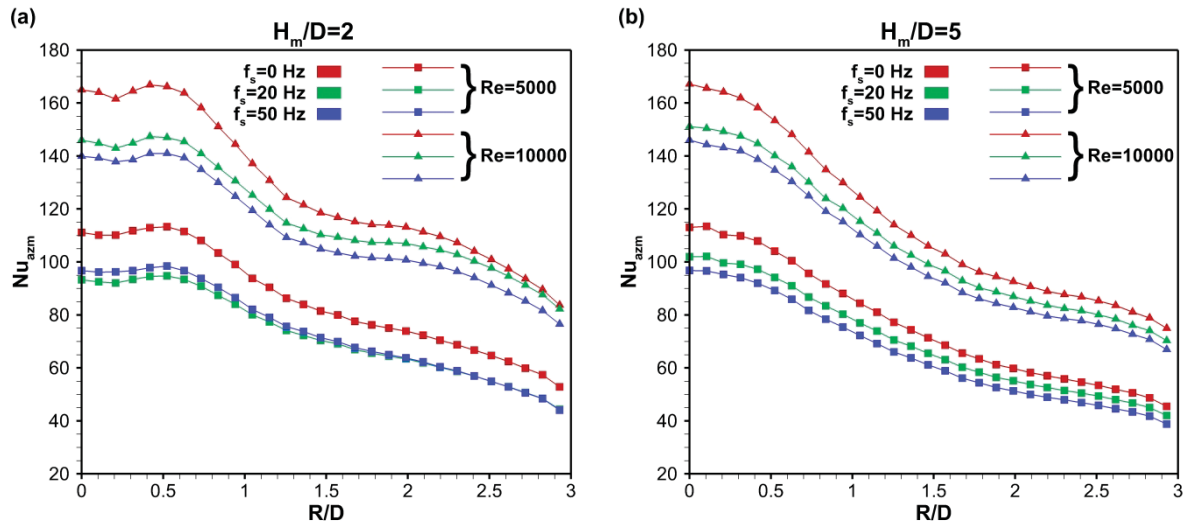 (a)
H_m/D=2
Nu_azm
180
160
140
120
100
80
60
40
20
f_s=0 Hz
f_s=20 Hz
f_s=50 Hz
Re=5000
Re=10000
0 0.5 1 1.5 2 2.5 3
R/D
(b)
H_m/D=5
Nu_azm
180
160
140
120
100
80
60
40
20
f_s=0 Hz
f_s=20 Hz
f_s=50 Hz
Re=5000
Re=10000
0 0.5 1 1.5 2 2.5 3
R/D